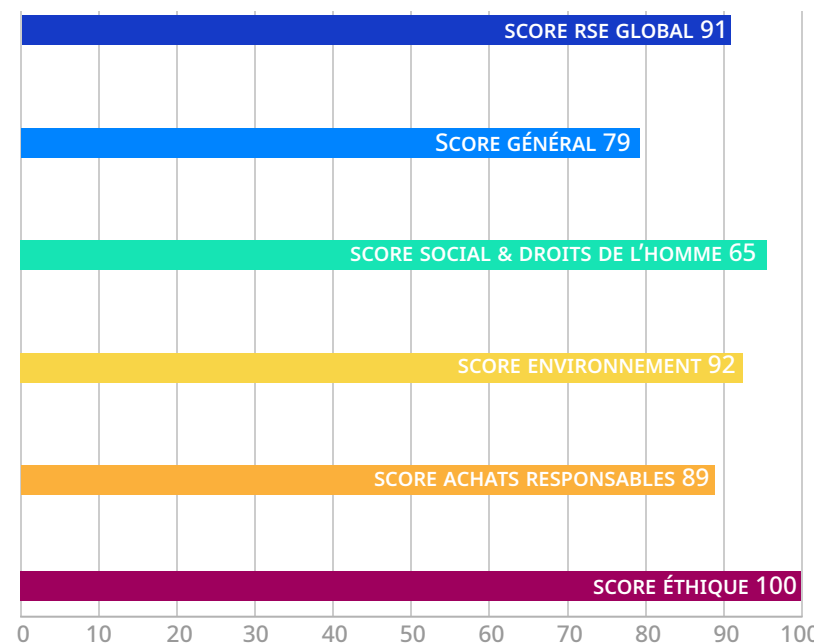 SCORE RSE GLOBAL 91
SCORE GÉNÉRAL 79
SCORE SOCIAL & DROITS DE L'HOMME 65
SCORE ENVIRONNEMENT 92
SCORE ACHATS RESPONSABLES 89
SCORE ÉTHIQUE 100
0 10 20 30 40 50 60 70 80 90 100